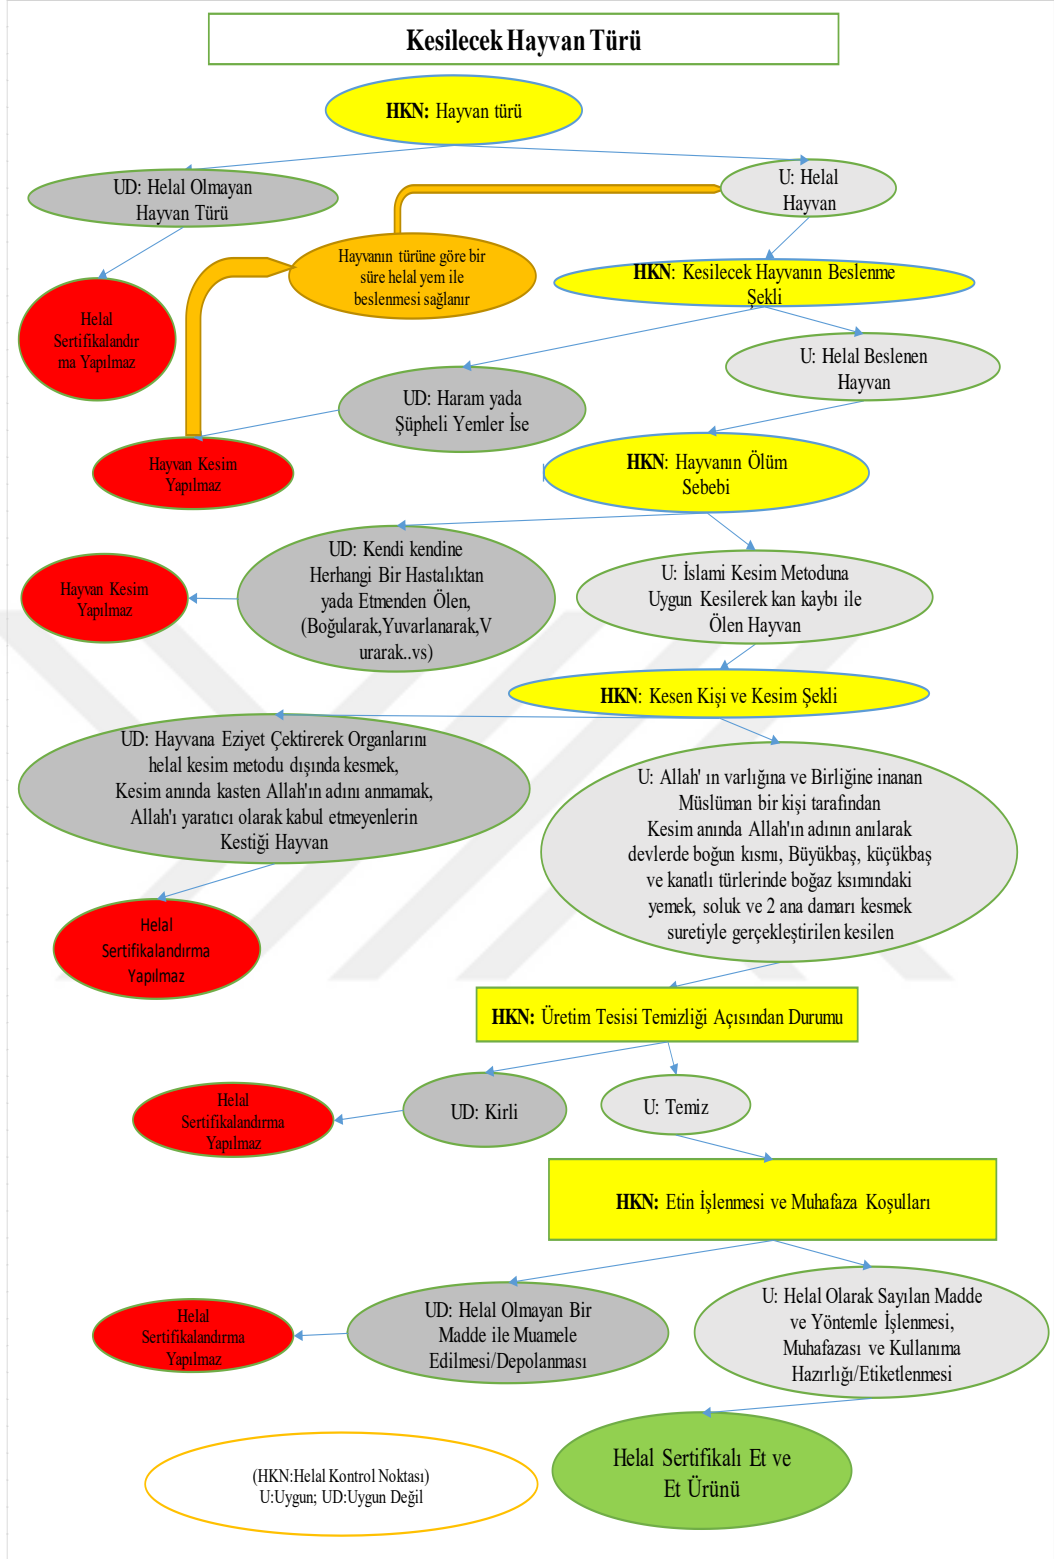 Kesilecek Hayvan Türü
HKN: Hayvan türü
UD: Helal Olmayan
Hayvan Türü
U: Helal
Hayvan
Hayvanın türüne göre bir
süre helal yem ile
beslenmesi sağlanır
HKN: Kesilecek Hayvanın Beslenme
Şekli
Helal
Sertifikalandır
ma Yapılmaz
U: Helal Beslenen
Hayvan
UD: Haram yada
Şüpheli Yemler İse
Hayvan Kesim
Yapılmaz
HKN: Hayvanın Ölüm
Sebebi
UD: Kendi kendine
Herhangi Bir Hastalıktan
yada Etmenden Ölen,
(Boğularak,Yuvarlanarak,V
urarak..vs)
Hayvan Kesim
Yapılmaz
U: İslami Kesim Metoduna
Uygun Kesilerek kan kaybı ile
Ölen Hayvan
HKN: Kesen Kişi ve Kesim Şekli
UD: Hayvana Eziyet Çektirerek Organlarını
helal kesim metodu dışında kesmek,
Kesim anında kasten Allah'ın adını anmamak,
Allah'ı yaratıcı olarak kabul etmeyenlerin
Kestiği Hayvan
U: Allah' ın varlığına ve Birliğine inanan
Müslüman bir kişi tarafından
Kesim anında Allah'ın adının anılarak
devlerde boğun kısmı, Büyükbaş, küçükbaş
ve kanatlı türlerinde boğaz ksımındaki
yemek, soluk ve 2 ana damarı kesmek
suretiyle gerçekleştirilen kesilen
Helal
Sertifikalandırma
Yapılmaz
HKN: Üretim Tesisi Temizliği Açısından Durumu
UD: Kirli
U: Temiz
Helal
Sertifikalandırma
Yapılmaz
HKN: Etin İşlenmesi ve Muhafaza Koşulları
UD: Helal Olmayan Bir
Madde ile Muamele
Edilmesi/Depolanması
U: Helal Olarak Sayılan Madde
ve Yöntemle İşlenmesi,
Muhafazası ve Kullanıma
Hazırlığı/Etiketlenmesi
Helal
Sertifikalandırma
Yapılmaz
Helal Sertifikalı Et ve
Et Ürünü
(HKN:Helal Kontrol Noktası)
U:Uygun; UD:Uygun Değil